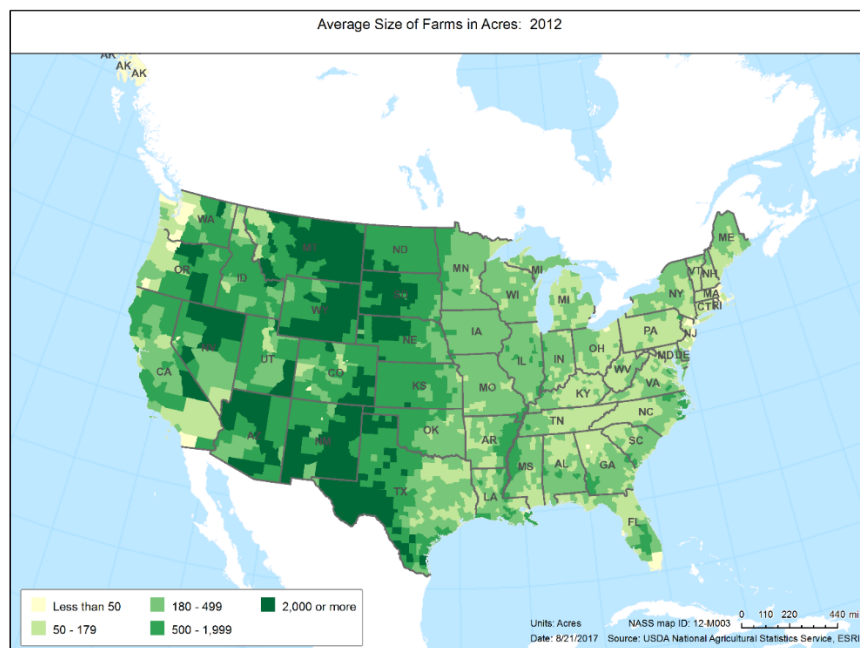 Average Size of Farms in Acres: 2012
AK
AK
AK
WA
MT
ND
MN
ME
OR
ID
WY
SD
WI
MI
MI
VT
NH
NY
MA
CT
RI
NV
UT
CO
NE
IA
IL
IN
OH
PA
NJ
CA
KS
MO
WV
MD
DE
VA
KY
AZ
NM
OK
AR
TN
NC
SC
TX
LA
MS
AL
GA
FL
Less than 50
180 - 499
2,000 or more
50 - 179
500 - 1,999
0 110 220 440 mi
Units: Acres NASS map ID: 12-M003
Date: 8/21/2017 Source: USDA National Agricultural Statistics Service, ESRI